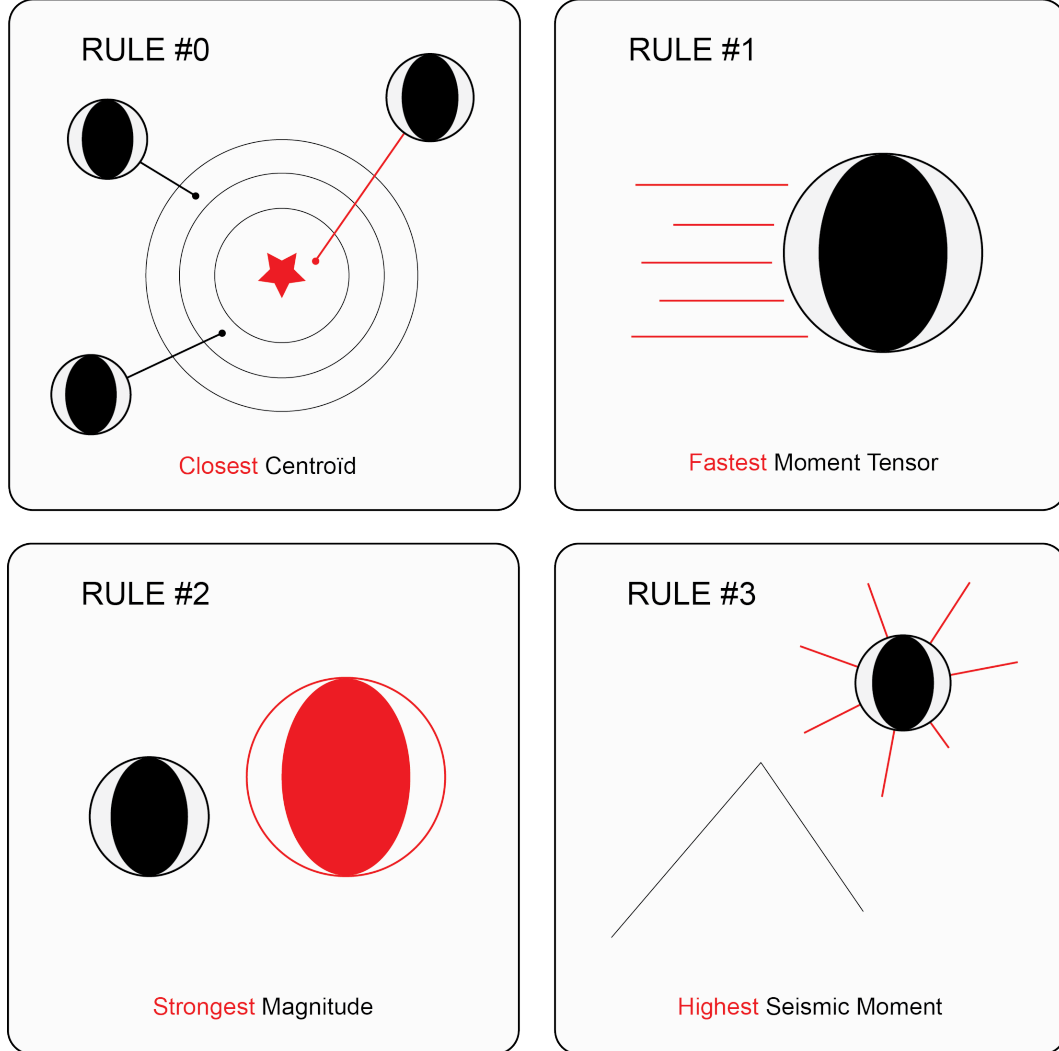 RULE #0
Closest Centroïd
RULE #1
Fastest Moment Tensor
RULE #2
Strongest Magnitude
RULE #3
Highest Seismic Moment